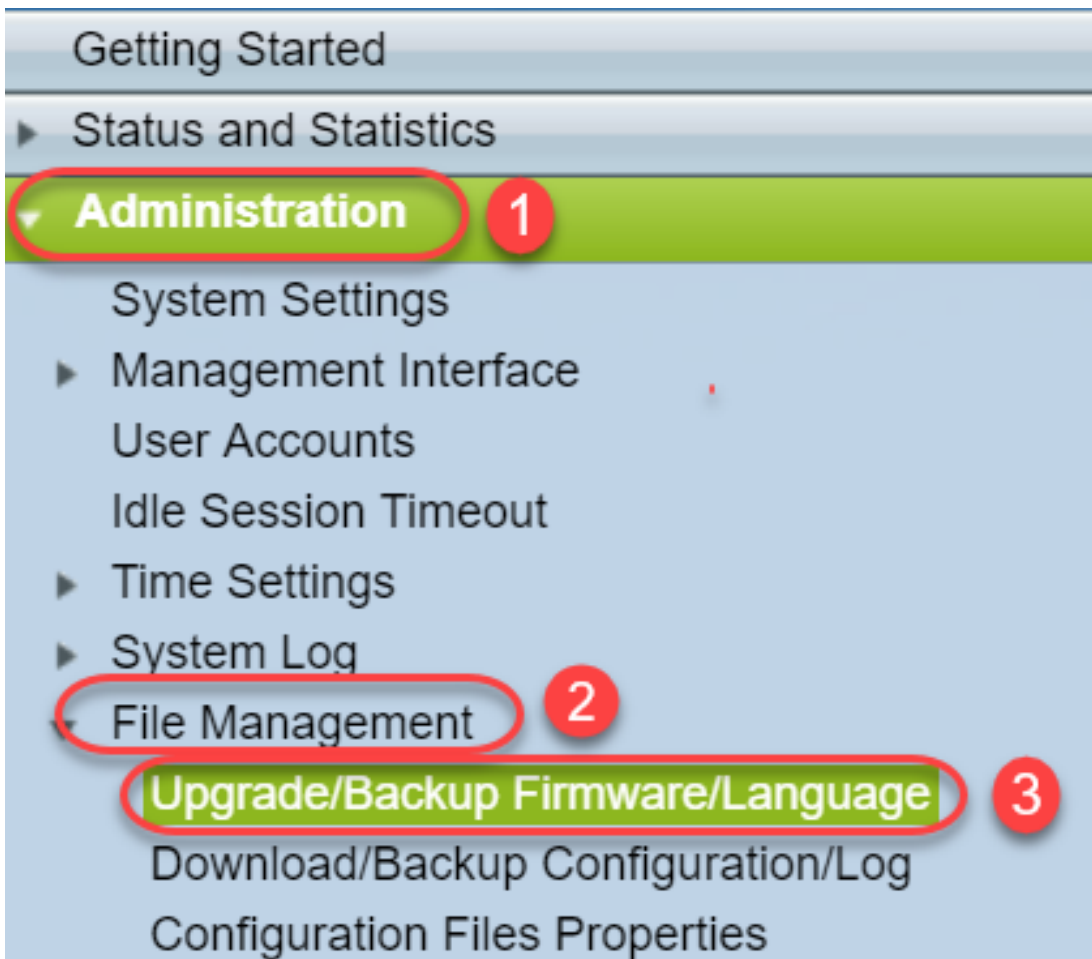 Getting Started
Status and Statistics
Administration 1
System Settings
Management Interface
User Accounts
Idle Session Timeout
Time Settings
System Log
File Management 2
Upgrade/Backup Firmware/Language 3
Download/Backup Configuration/Log
Configuration Files Properties